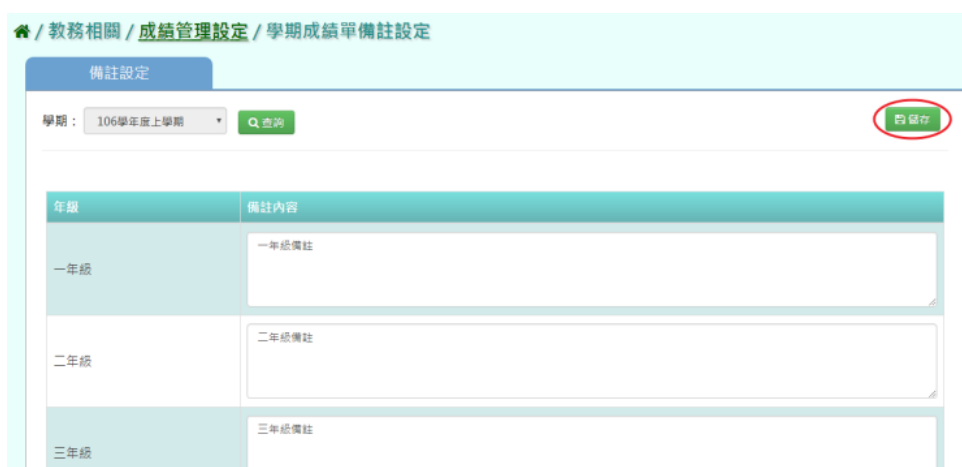 / 教務相關 / 成績管理設定 / 學期成績單備註設定
備註設定
學期： 106學年度上學期 查詢 儲存
年級 備註內容
一年級 一年級備註
二年級 二年級備註
三年級 三年級備註